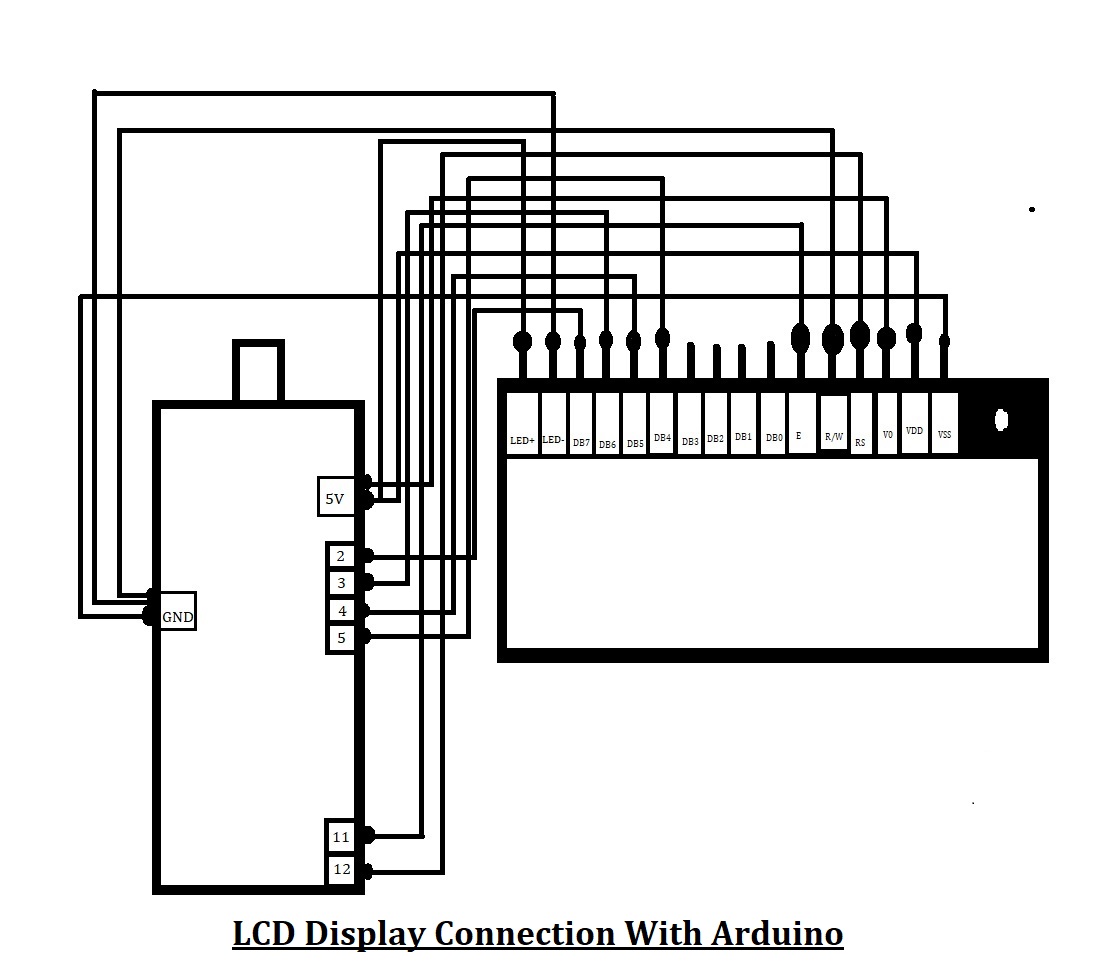 LED+ LED- DB7 DB6 DB5 DB4 DB3 DB2 DB1 DB0 E R/W RS V0 VDD VSS
5V
2
3
4
5
GND
11
12
LCD Display Connection With Arduino